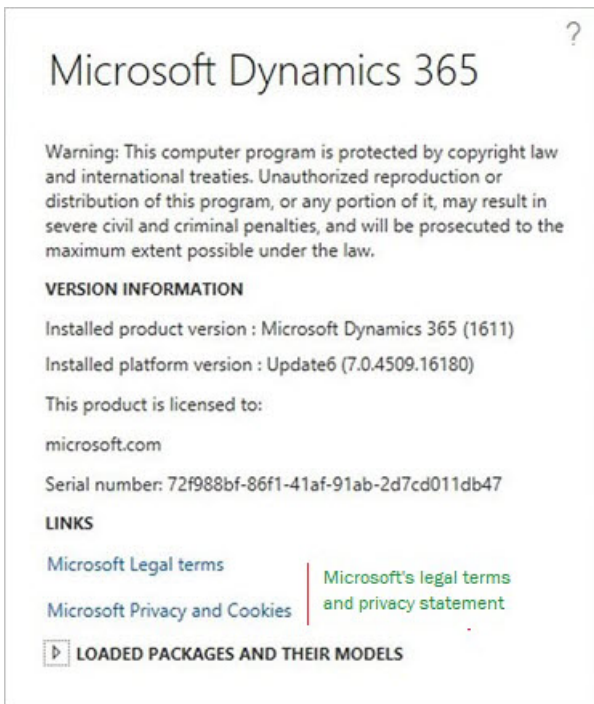 ?
Microsoft Dynamics 365
Warning: This computer program is protected by copyright law
and international treaties. Unauthorized reproduction or
distribution of this program, or any portion of it, may result in
severe civil and criminal penalties, and will be prosecuted to the
maximum extent possible under the law.
VERSION INFORMATION
Installed product version : Microsoft Dynamics 365 (1611)
Installed platform version : Update6 (7.0.4509.16180)
This product is licensed to:
microsoft.com
Serial number: 72f988bf-86f1-41af-91ab-2d7cd011db47
LINKS
Microsoft Legal terms
Microsoft Privacy and Cookies
Microsoft's legal terms
and privacy statement
LOADED PACKAGES AND THEIR MODELS